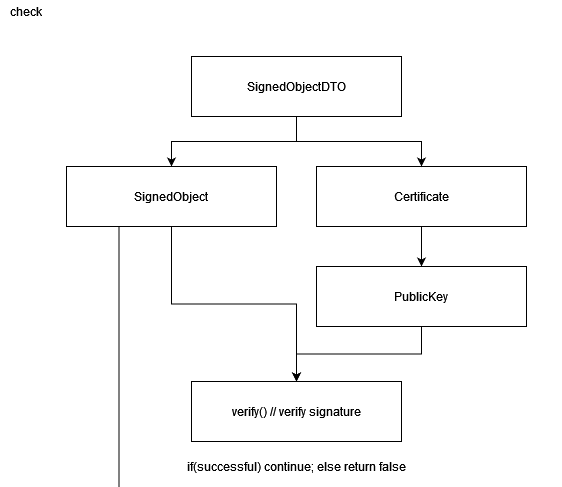 check
SignedObjectDTO
SignedObject
Certificate
PublicKey
verify() // verify signature
if(successful) continue; else return false